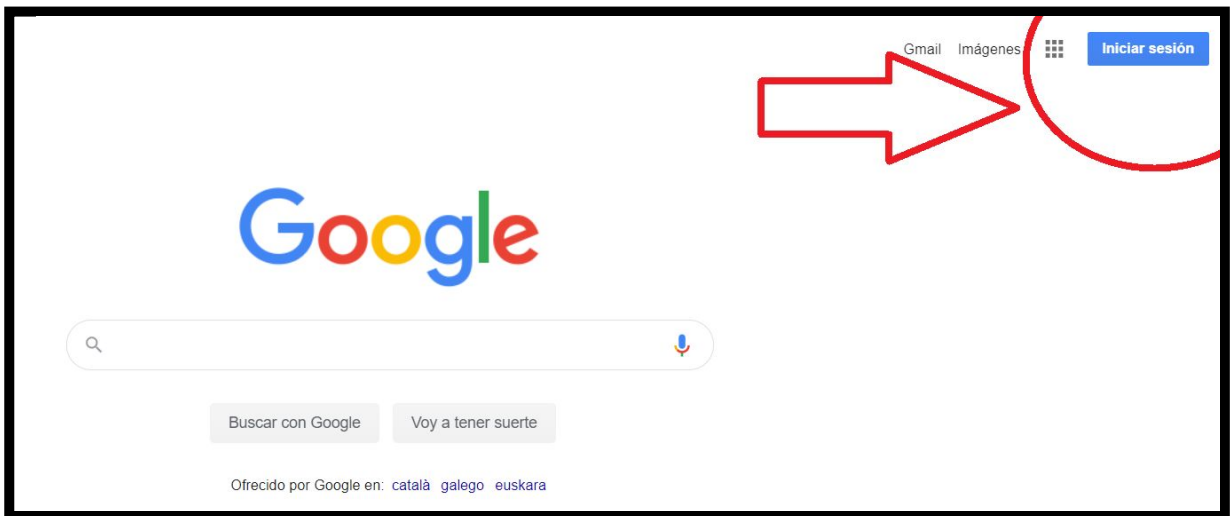 Gmail Imágenes Iniciar sesión
Google
Buscar con Google Voy a tener suerte
Ofrecido por Google en: català galego euskara